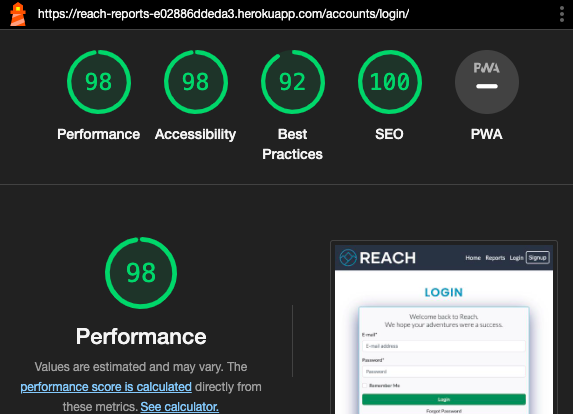 https://reach-reports-e02886ddeda3.herokuapp.com/accounts/login/
98 98 92 100 PWA
Performance Accessibility Best Practices SEO PWA
98
Performance
Values are estimated and may vary. The
performance score is calculated directly from
these metrics. See calculator.
REACH Home Reports Login Signup
LOGIN
Welcome back to Reach.
We hope your adventures were a success.
E-mail*
E-mail address
Password*
Password
Remember Me
Login
Forgot Password